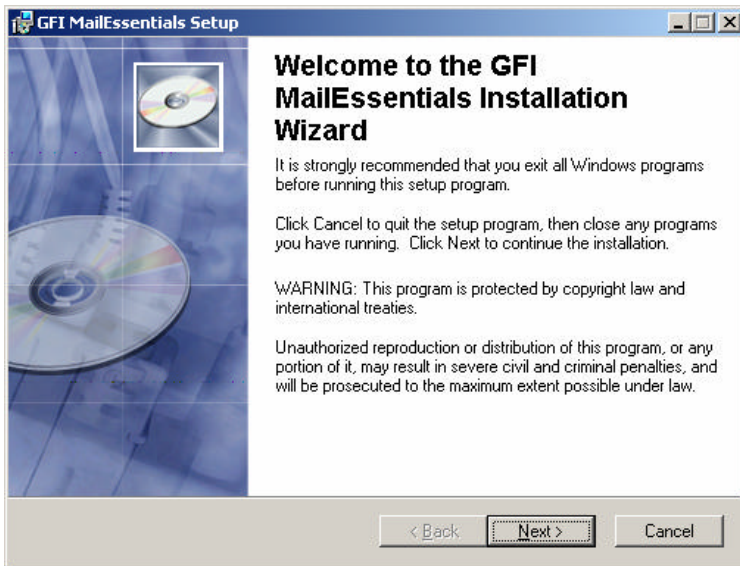 GFI MailEssentials Setup
Welcome to the GFI
MailEssentials Installation
Wizard
It is strongly recommended that you exit all Windows programs
before running this setup program.
Click Cancel to quit the setup program, then close any programs
you have running. Click Next to continue the installation.
WARNING: This program is protected by copyright law and
international treaties.
Unauthorized reproduction or distribution of this program, or any
portion of it, may result in severe civil and criminal penalties, and
will be prosecuted to the maximum extent possible under law.
< Back Next > Cancel